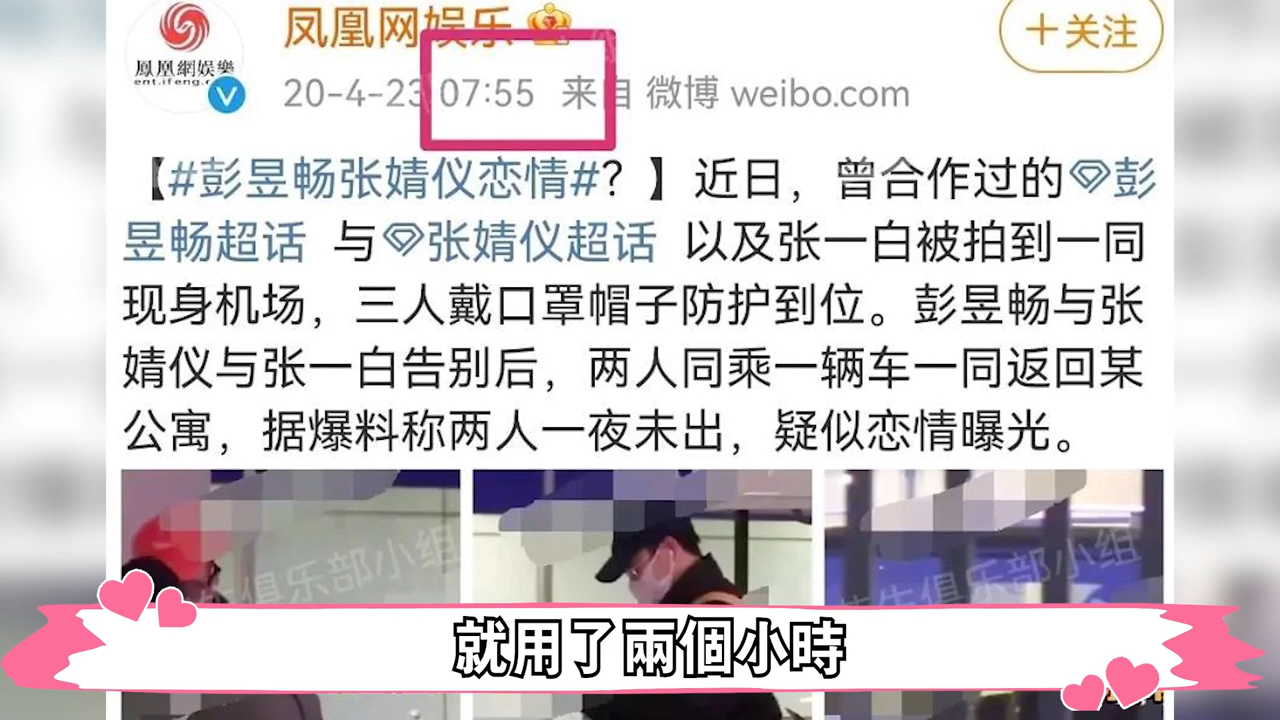 凤凰网娱乐
鳳凰網娛樂
ent.ifeng.c
+关注
20-4-23 07:55 来自 微博 weibo.com
【#彭昱畅张婧仪恋情#？】近日，曾合作过的彭
昱畅超话 与张婧仪超话 以及张一白被拍到一同
现身机场，三人戴口罩帽子防护到位。彭昱畅与张
婧仪与张一白告别后，两人同乘一辆车一同返回某
公寓，据爆料称两人一夜未出，疑似恋情曝光。
俱乐部小组
生俱乐部小组
就用了兩個小時